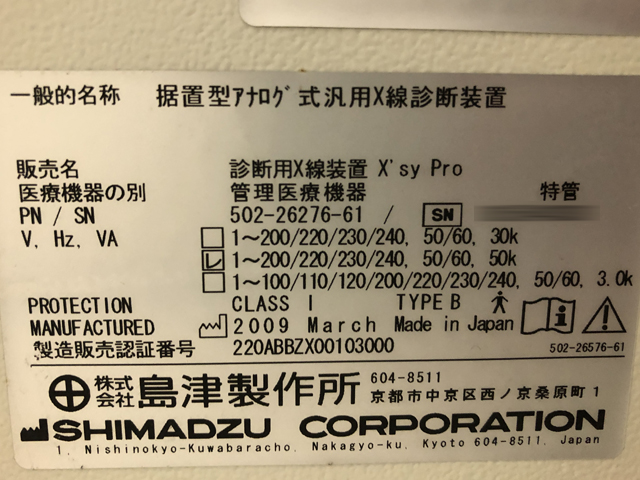 一般的名称 据置型アナログ式汎用X線診断装置
販売名 診断用X線装置 X'sy Pro
医療機器の別 管理医療機器 特管
PN / SN 502-26276-61 / SN
V, Hz, VA 1~200/220/230/240, 50/60, 30k
1~200/220/230/240, 50/60, 50k
1~100/110/120/200/220/230/240, 50/60, 3.0k
PROTECTION CLASS I TYPE B
MANUFACTURED 2009 March Made in Japan
製造販売認証番号 220ABBZX00103000 502-26576-61
株式会社 島津製作所 604-8511
京都市中京区西ノ京桑原町1
SHIMADZU CORPORATION
1, Nishinokyo-Kuwabaracho, Nakagyo-ku, Kyoto 604-8511, Japan